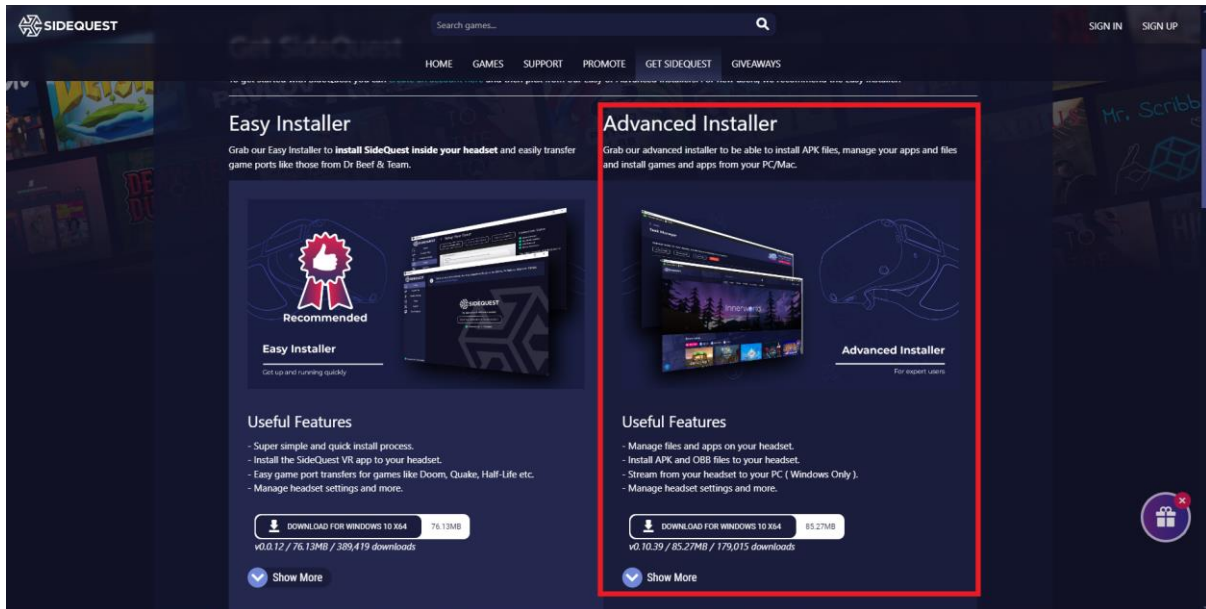 SIDEQUEST
Search games...
SIGN IN
SIGN UP
Get SideQuest
HOME
GAMES
SUPPORT
PROMOTE
GET SIDEQUEST
GIVEAWAYS
Easy Installer
Grab our Easy Installer to install SideQuest inside your headset and easily transfer
game ports like those from Dr Beef & Team.
Recommended
Easy Installer
Get up and running quickly
SIDEQUEST
Useful Features
- Super simple and quick install process.
- Install the SideQuest VR app to your headset.
- Easy game port transfers for games like Doom, Quake, Half-Life etc.
- Manage headset settings and more.
DOWNLOAD FOR WINDOWS 10 X64
76.13MB
v0.0.12 / 76.13MB / 389,419 downloads
Show More
Advanced Installer
Grab our advanced installer to be able to install APK files, manage your apps and files
and install games and apps from your PC/Mac.
innerworld
Advanced Installer
For expert users
Useful Features
- Manage files and apps on your headset.
- Install APK and OBB files to your headset.
- Stream from your headset to your PC ( Windows Only ).
- Manage headset settings and more.
DOWNLOAD FOR WINDOWS 10 X64
85.27MB
v0.10.39 / 85.27MB / 179,015 downloads
Show More
Mr. Scribb